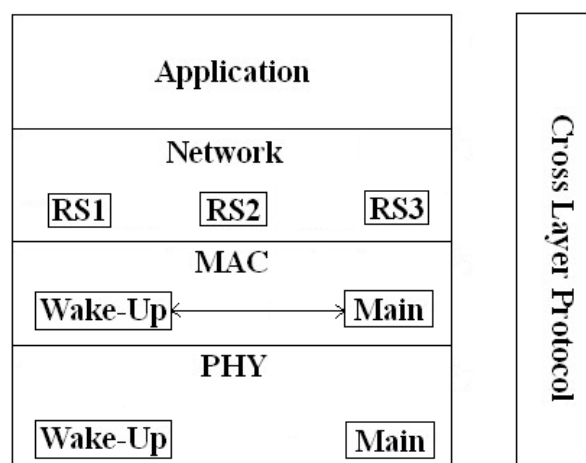 Application
Network
RS1 RS2 RS3
MAC
Wake-Up Main
PHY
Wake-Up Main
Cross Layer Protocol